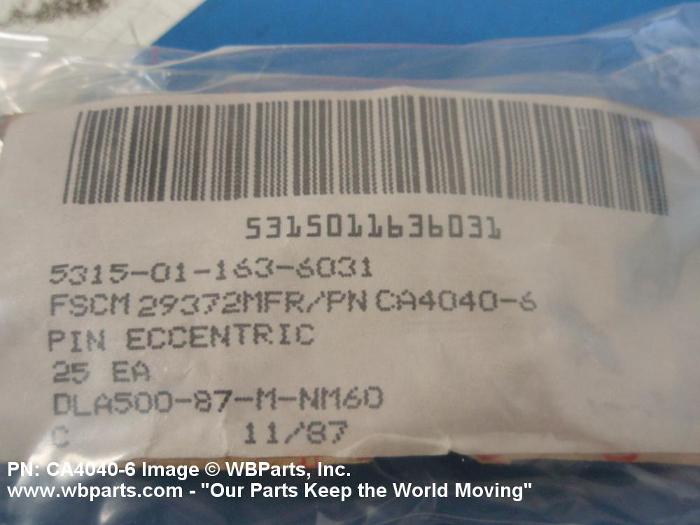 5315011636031
5315-01-163-6031
FSCM 29372MFR/PN CA4040-6
PIN ECCENTRIC
25 EA
DLA500-87-M-NM60
C 11/87
PN: CA4040-6 Image © WBParts, Inc.
www.wbparts.com - "Our Parts Keep the World Moving"